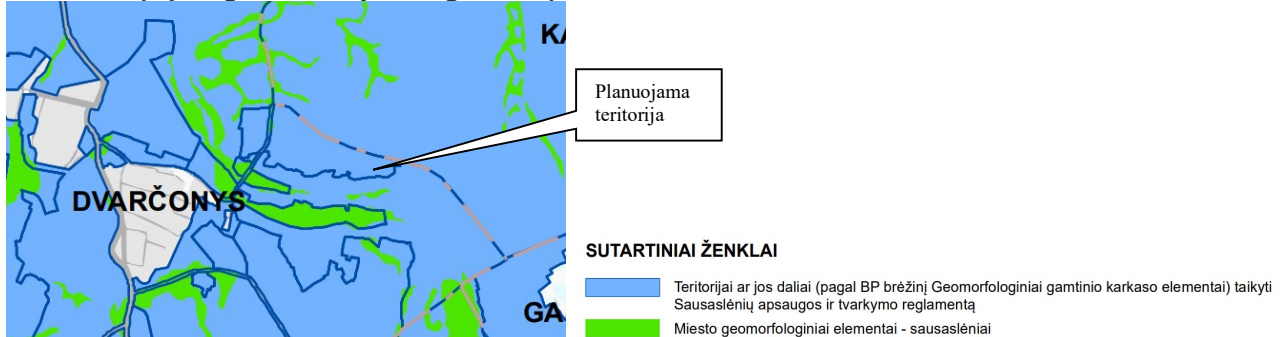 KA
Planuojama
teritorija
DVARČONYS
SUTARTINIAI ŽENKLAI
Teritorijai ar jos daliai (pagal BP brėžinį Geomorfologiniai gamtinio karkaso elementai) taikyti
Sausaslėnių apsaugos ir tvarkymo reglamentą
GA
Miesto geomorfologiniai elementai - sausaslėniai